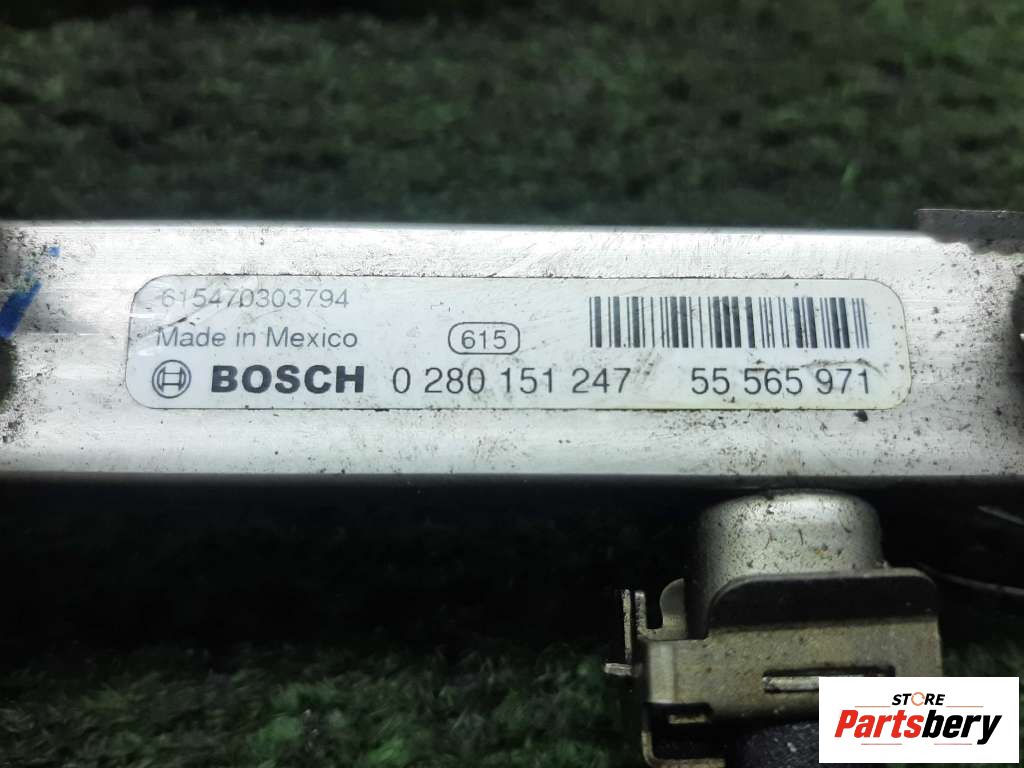 615470303794
Made in Mexico
615
BOSCH 0 280 151 247 55 565 971
STORE
Partsbery